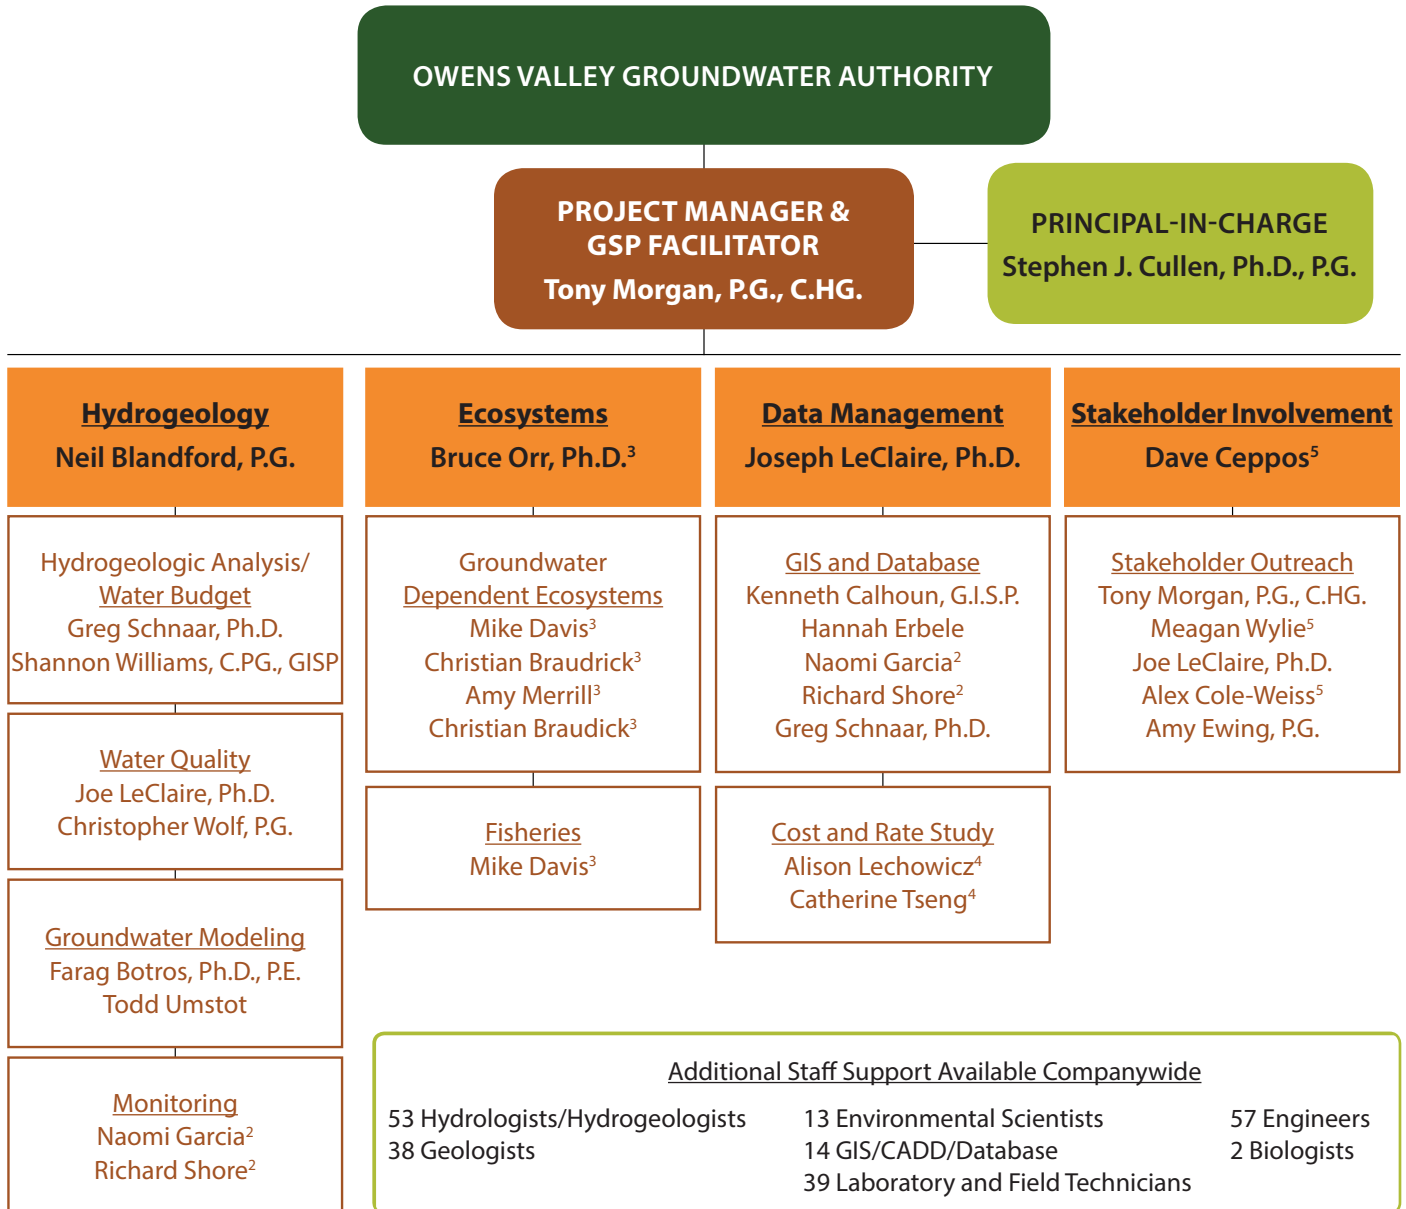 OWENS VALLEY GROUNDWATER AUTHORITY
PROJECT MANAGER &
GSP FACILITATOR
Tony Morgan, P.G., C.HG.
PRINCIPAL-IN-CHARGE
Stephen J. Cullen, Ph.D., P.G.
Hydrogeology
Neil Blandford, P.G.
Hydrogeologic Analysis/
Water Budget
Greg Schnaar, Ph.D.
Shannon Williams, C.PG., GISP
Water Quality
Joe LeClaire, Ph.D.
Christopher Wolf, P.G.
Groundwater Modeling
Farag Botros, Ph.D., P.E.
Todd Umstot
Monitoring
Naomi Garcia²
Richard Shore²
Ecosystems
Bruce Orr, Ph.D.³
Groundwater
Dependent Ecosystems
Mike Davis³
Christian Braudrick³
Amy Merrill³
Christian Braudick³
Fisheries
Mike Davis³
Data Management
Joseph LeClaire, Ph.D.
GIS and Database
Kenneth Calhoun, G.I.S.P.
Hannah Erbele
Naomi Garcia²
Richard Shore²
Greg Schnaar, Ph.D.
Cost and Rate Study
Alison Lechowicz⁴
Catherine Tseng⁴
Stakeholder Involvement
Dave Ceppos⁵
Stakeholder Outreach
Tony Morgan, P.G., C.HG.
Meagan Wylie⁵
Joe LeClaire, Ph.D.
Alex Cole-Weiss⁵
Amy Ewing, P.G.
Additional Staff Support Available Companywide
53 Hydrologists/Hydrogeologists
38 Geologists
13 Environmental Scientists
14 GIS/CADD/Database
39 Laboratory and Field Technicians
57 Engineers
2 Biologists